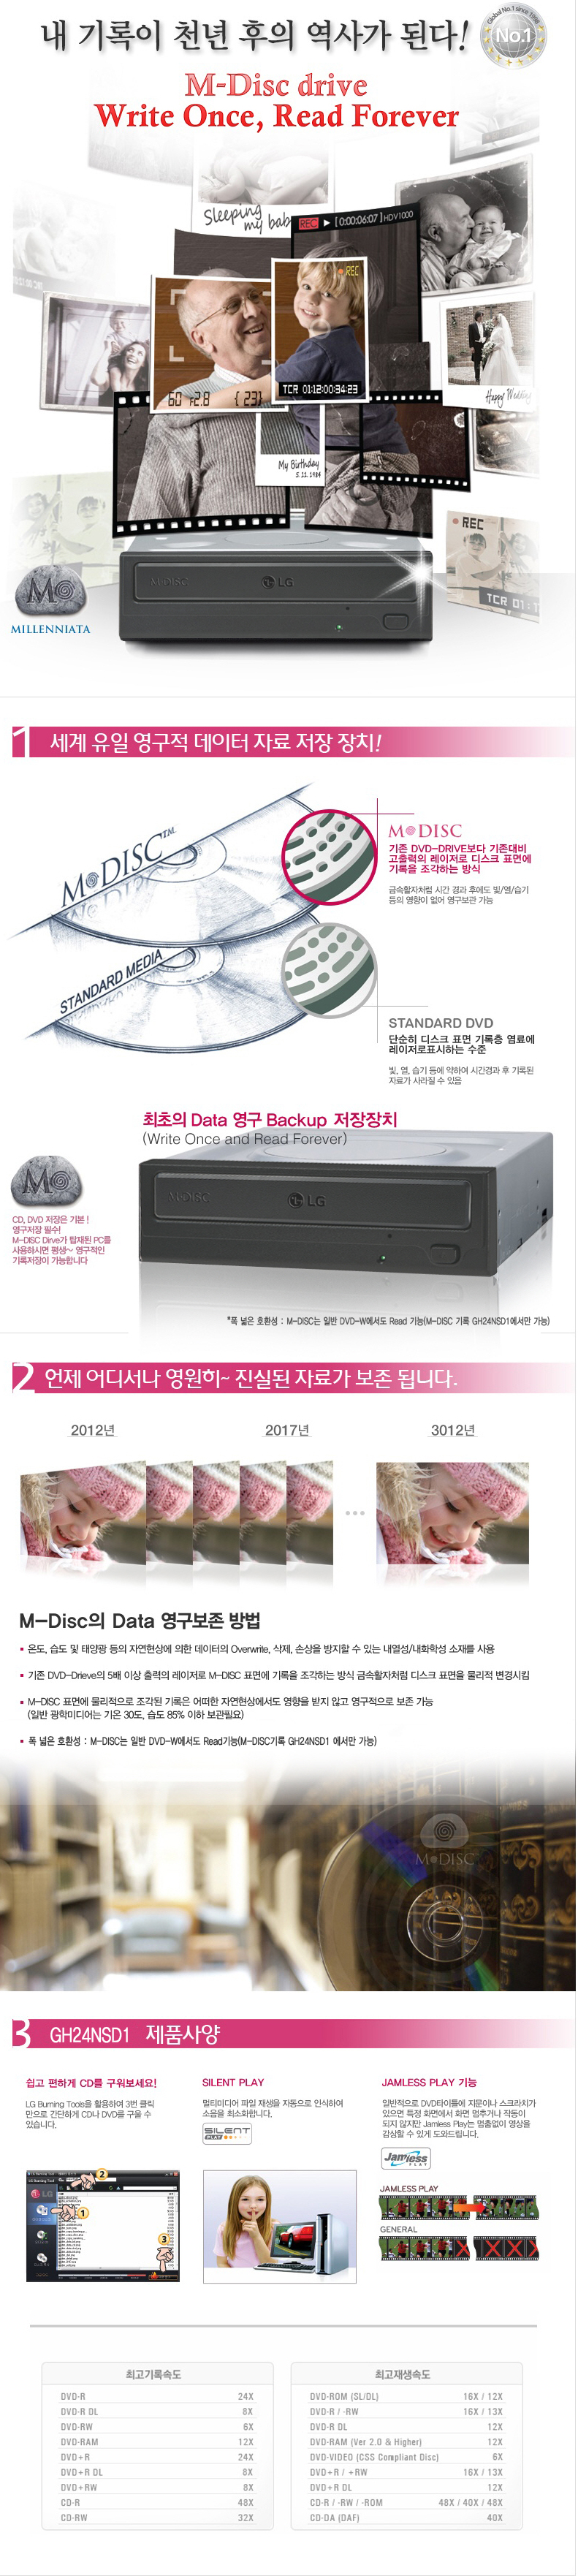 내 기록이 천년 후의 역사가 된다!
Global No.1 since 1998
No.1
M-Disc drive
Write Once, Read Forever
Sleeping
my bab
REC ▶ [0:00:06:07] HDV1000
REC
60 F2.8 { 23}
TCR 01:12:00:34:23
Happy Wedding
My Birthday
5.11.1984
REC
TCR 01:1
M DISC
LG
M
MILLENNIATA
1 세계 유일 영구적 데이터 자료 저장 장치!
M DISC™
STANDARD MEDIA
M DISC
기존 DVD-DRIVE보다 기존대비
고출력의 레이저로 디스크 표면에
기록을 조각하는 방식
금속활자처럼 시간 경과 후에도 빛/열/습기
등의 영향이 없어 영구보관 가능
STANDARD DVD
단순히 디스크 표면 기록층 염료에
레이저로표시하는 수준
빛, 열, 습기 등에 약하여 시간경과 후 기록된
자료가 사라질 수 있음
최초의 Data 영구 Backup 저장장치
(Write Once and Read Forever)
M
M DISC
LG
CD, DVD 저장은 기본 !
영구저장 필수!
M-DISC Dirve가 탑재된 PC를
사용하시면 평생~ 영구적인
기록저장이 가능합니다
*폭 넓은 호환성 : M-DISC는 일반 DVD-W에서도 Read 기능(M-DISC 기록 GH24NSD1에서만 가능)
2 언제 어디서나 영원히~ 진실된 자료가 보존 됩니다.
2012년
2017년
3012년
M-Disc의 Data 영구보존 방법
▪ 온도, 습도 및 태양광 등의 자연현상에 의한 데이터의 Overwrite, 삭제, 손상을 방지할 수 있는 내열성/내화학성 소재를 사용
▪ 기존 DVD-Drieve의 5배 이상 출력의 레이저로 M-DISC 표면에 기록을 조각하는 방식 금속활자처럼 디스크 표면을 물리적 변경시킴
▪ M-DISC 표면에 물리적으로 조각된 기록은 어떠한 자연현상에서도 영향을 받지 않고 영구적으로 보존 가능
(일반 광학미디어는 기온 30도, 습도 85% 이하 보관필요)
▪ 폭 넓은 호환성 : M-DISC는 일반 DVD-W에서도 Read기능(M-DISC기록 GH24NSD1 에서만 가능)
M DISC
3 GH24NSD1 제품사양
쉽고 편하게 CD를 구워보세요!
LG Burning Tools을 활용하여 3번 클릭
만으로 간단하게 CD나 DVD를 구울 수
있습니다.
LG
1
2
3
SILENT PLAY
멀티미디어 파일 재생을 자동으로 인식하여
소음을 최소화합니다.
SILENT
PLAY
JAMLESS PLAY 기능
일반적으로 DVD타이틀에 지문이나 스크라치가
있으면 특정 화면에서 화면 멈추거나 작동이
되지 않지만 Jamless Play는 멈춤없이 영상을
감상할 수 있게 도와드립니다.
Jamless
PLAY
JAMLESS PLAY
GENERAL
최고기록속도
DVD-R 24X
DVD-R DL 8X
DVD-RW 6X
DVD-RAM 12X
DVD+R 24X
DVD+R DL 8X
DVD+RW 8X
CD-R 48X
CD-RW 32X
최고재생속도
DVD-ROM (SL/DL) 16X / 12X
DVD-R / -RW 16X / 13X
DVD-R DL 12X
DVD-RAM (Ver 2.0 & Higher) 12X
DVD-VIDEO (CSS Compliant Disc) 6X
DVD+R / +RW 16X / 13X
DVD+R DL 12X
CD-R / -RW / -ROM 48X / 40X / 48X
CD-DA (DAF) 40X